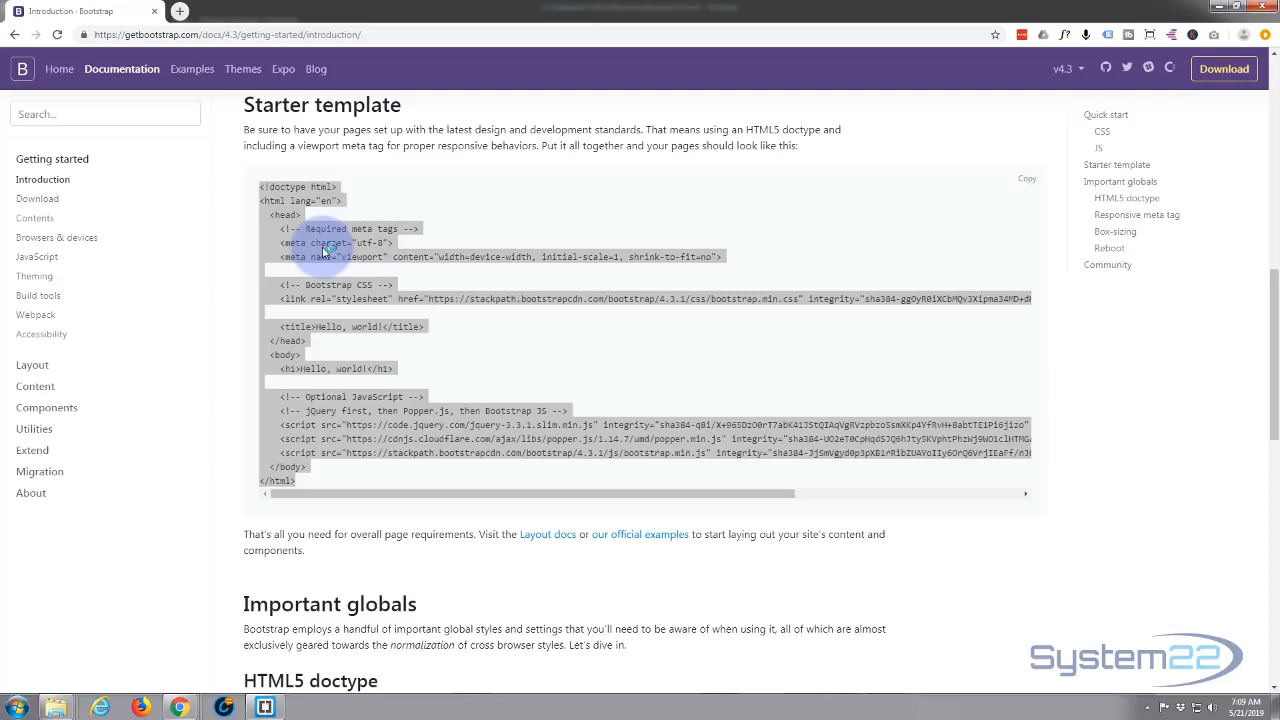 Introduction · Bootstrap
https://getbootstrap.com/docs/4.3/getting-started/introduction/
B
Home Documentation Examples Themes Expo Blog
v4.3
Download
Search...
Getting started
Introduction
Download
Contents
Browsers & devices
JavaScript
Theming
Build tools
Webpack
Accessibility
Layout
Content
Components
Utilities
Extend
Migration
About
Starter template
Be sure to have your pages set up with the latest design and development standards. That means using an HTML5 doctype and
including a viewport meta tag for proper responsive behaviors. Put it all together and your pages should look like this:
Copy
<!doctype html>
<html lang="en">
<head>
<!-- Required meta tags -->
<meta charset="utf-8">
<meta name="viewport" content="width=device-width, initial-scale=1, shrink-to-fit=no">
<!-- Bootstrap CSS -->
<link rel="stylesheet" href="https://stackpath.bootstrapcdn.com/bootstrap/4.3.1/css/bootstrap.min.css" integrity="sha384-ggOyR0iXCbMQv3Xipma34MD+dH
<title>Hello, world!</title>
</head>
<body>
<h1>Hello, world!</h1>
<!-- Optional JavaScript -->
<!-- jQuery first, then Popper.js, then Bootstrap JS -->
<script src="https://code.jquery.com/jquery-3.3.1.slim.min.js" integrity="sha384-q8i/X+965DzO0rT7abK41JStQIAqVgRVzpbzo5smXKp4YfRvH+8abtTE1Pi6jizo"
<script src="https://cdnjs.cloudflare.com/ajax/libs/popper.js/1.14.7/umd/popper.min.js" integrity="sha384-UO2eT0CpHqdSJQ6hJty5KVphtPhzWj9WO1clHTMGa
<script src="https://stackpath.bootstrapcdn.com/bootstrap/4.3.1/js/bootstrap.min.js" integrity="sha384-JjSmVgyd0p3pXB1rRibZUAYoIIy6OrQ6VrjIEaFf/nJG
</body>
</html>
That's all you need for overall page requirements. Visit the Layout docs or our official examples to start laying out your site's content and
components.
Important globals
Bootstrap employs a handful of important global styles and settings that you'll need to be aware of when using it, all of which are almost
exclusively geared towards the normalization of cross browser styles. Let's dive in.
HTML5 doctype
Quick start
CSS
JS
Starter template
Important globals
HTML5 doctype
Responsive meta tag
Box-sizing
Reboot
Community
System22
7:09 AM
5/21/2019